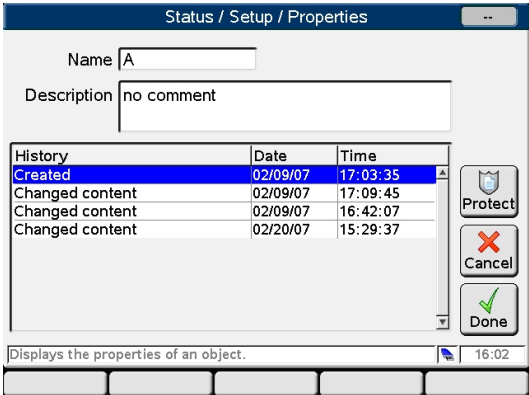 Status / Setup / Properties --
Name A
Description no comment
History Date Time
Created 02/09/07 17:03:35
Changed content 02/09/07 17:09:45
Changed content 02/09/07 16:42:07
Changed content 02/20/07 15:29:37
Protect
Cancel
Done
Displays the properties of an object. 16:02